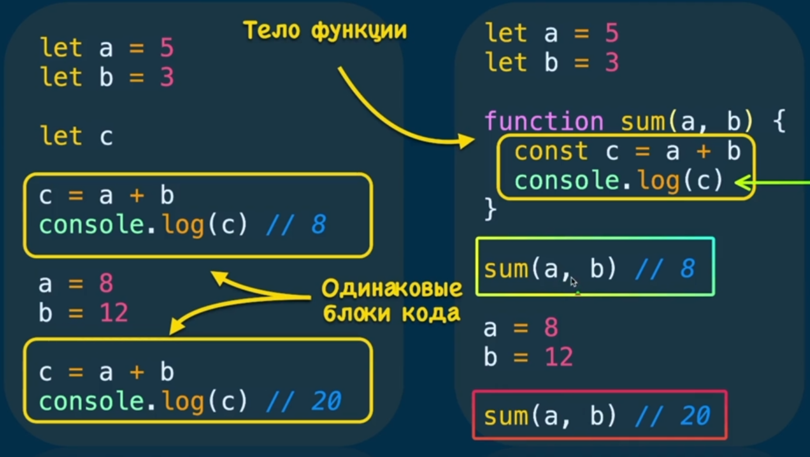 let a = 5
let b = 3
let c
c = a + b
console.log(c) // 8
a = 8
b = 12
c = a + b
console.log(c) // 20
Тело функции
Одинаковые
блоки кода
let a = 5
let b = 3
function sum(a, b) {
const c = a + b
console.log(c)
}
sum(a, b) // 8
a = 8
b = 12
sum(a, b) // 20